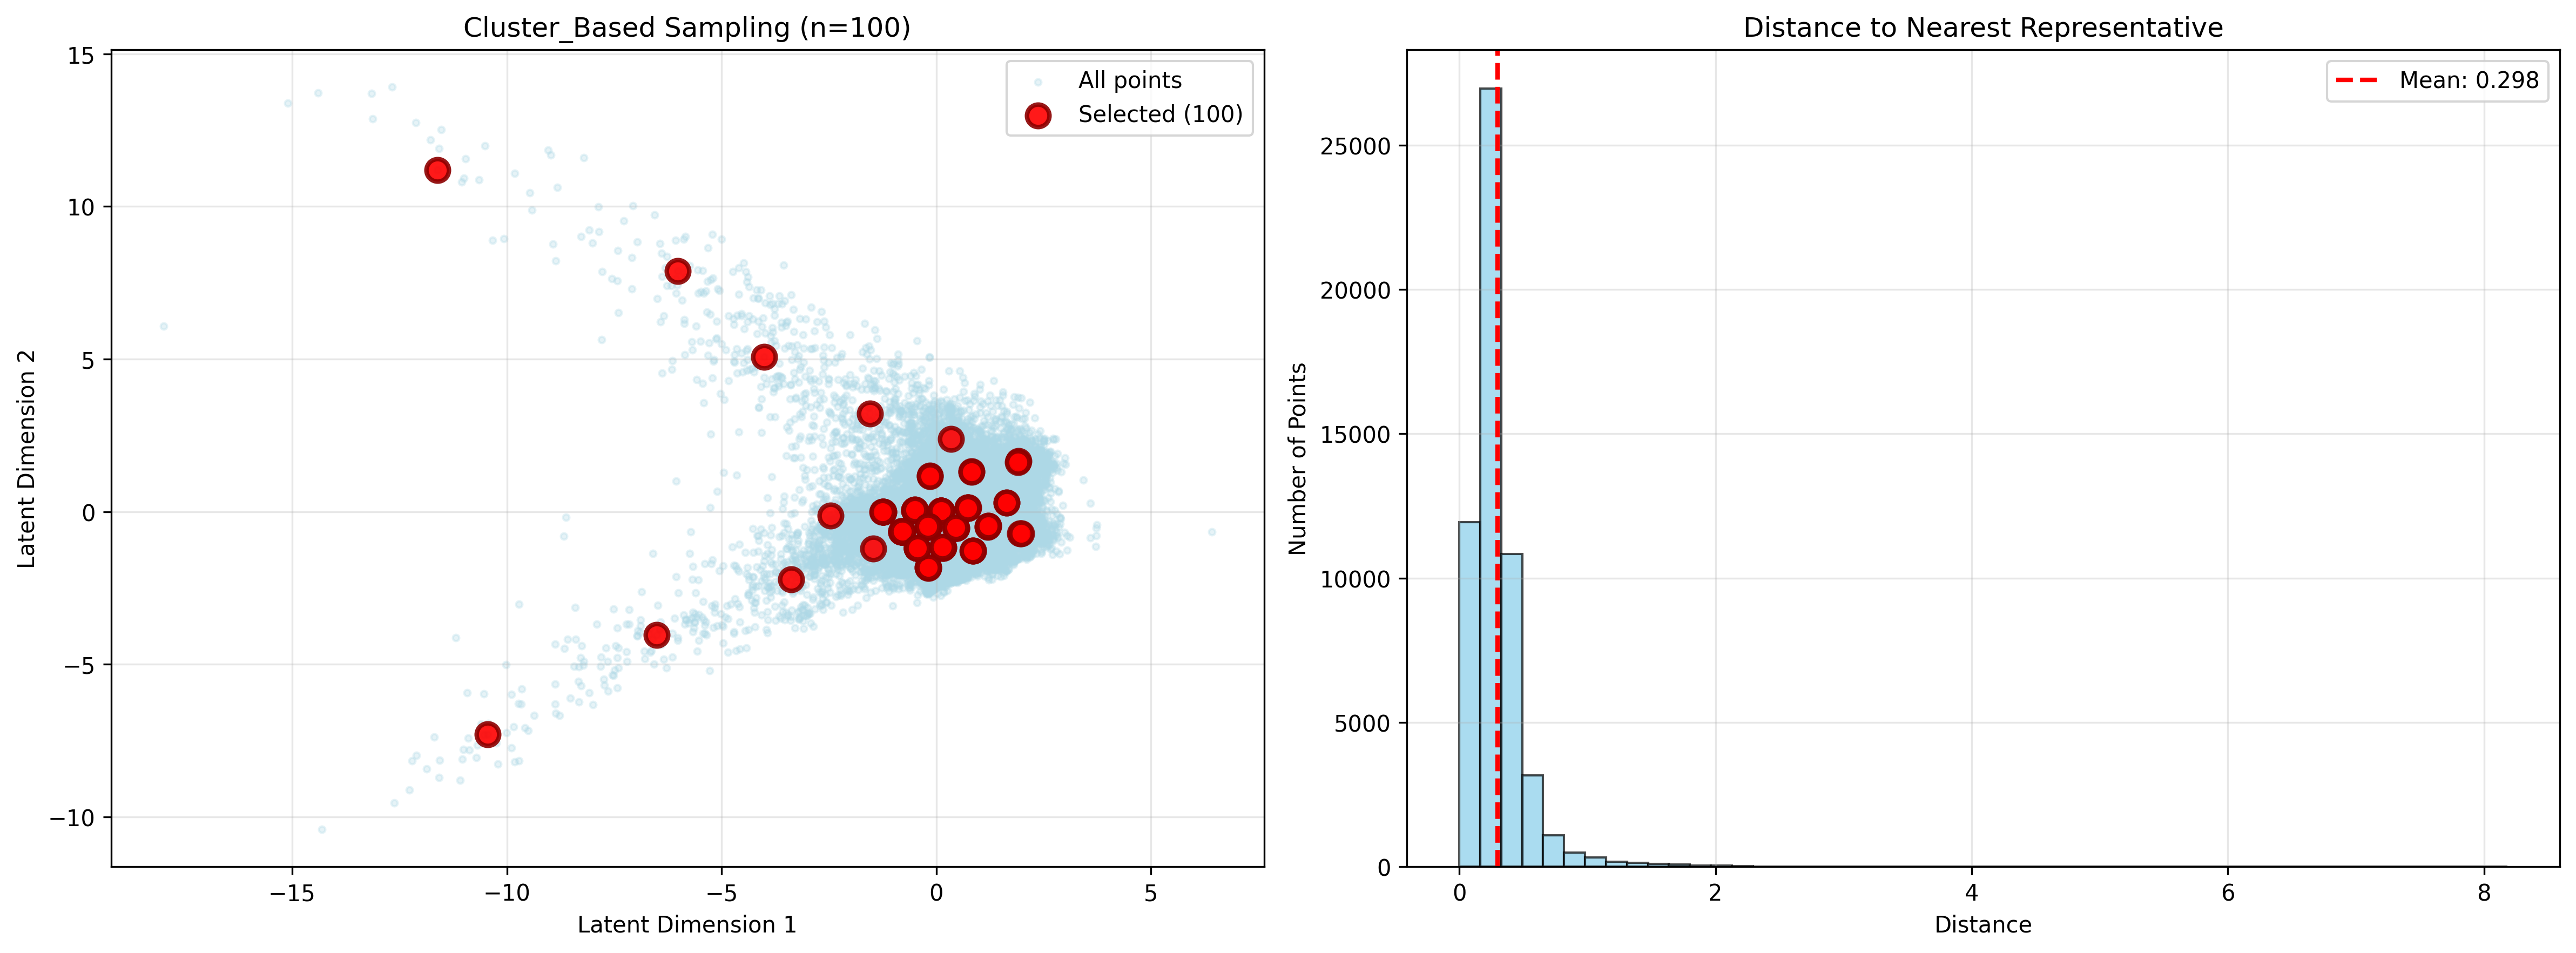 Cluster_Based Sampling (n=100)
All points
Selected (100)
15
10
5
0
−5
−10
−15
−10
−5
0
5
Latent Dimension 2
Latent Dimension 1
Distance to Nearest Representative
Mean: 0.298
25000
20000
15000
10000
5000
0
0
2
4
6
8
Number of Points
Distance